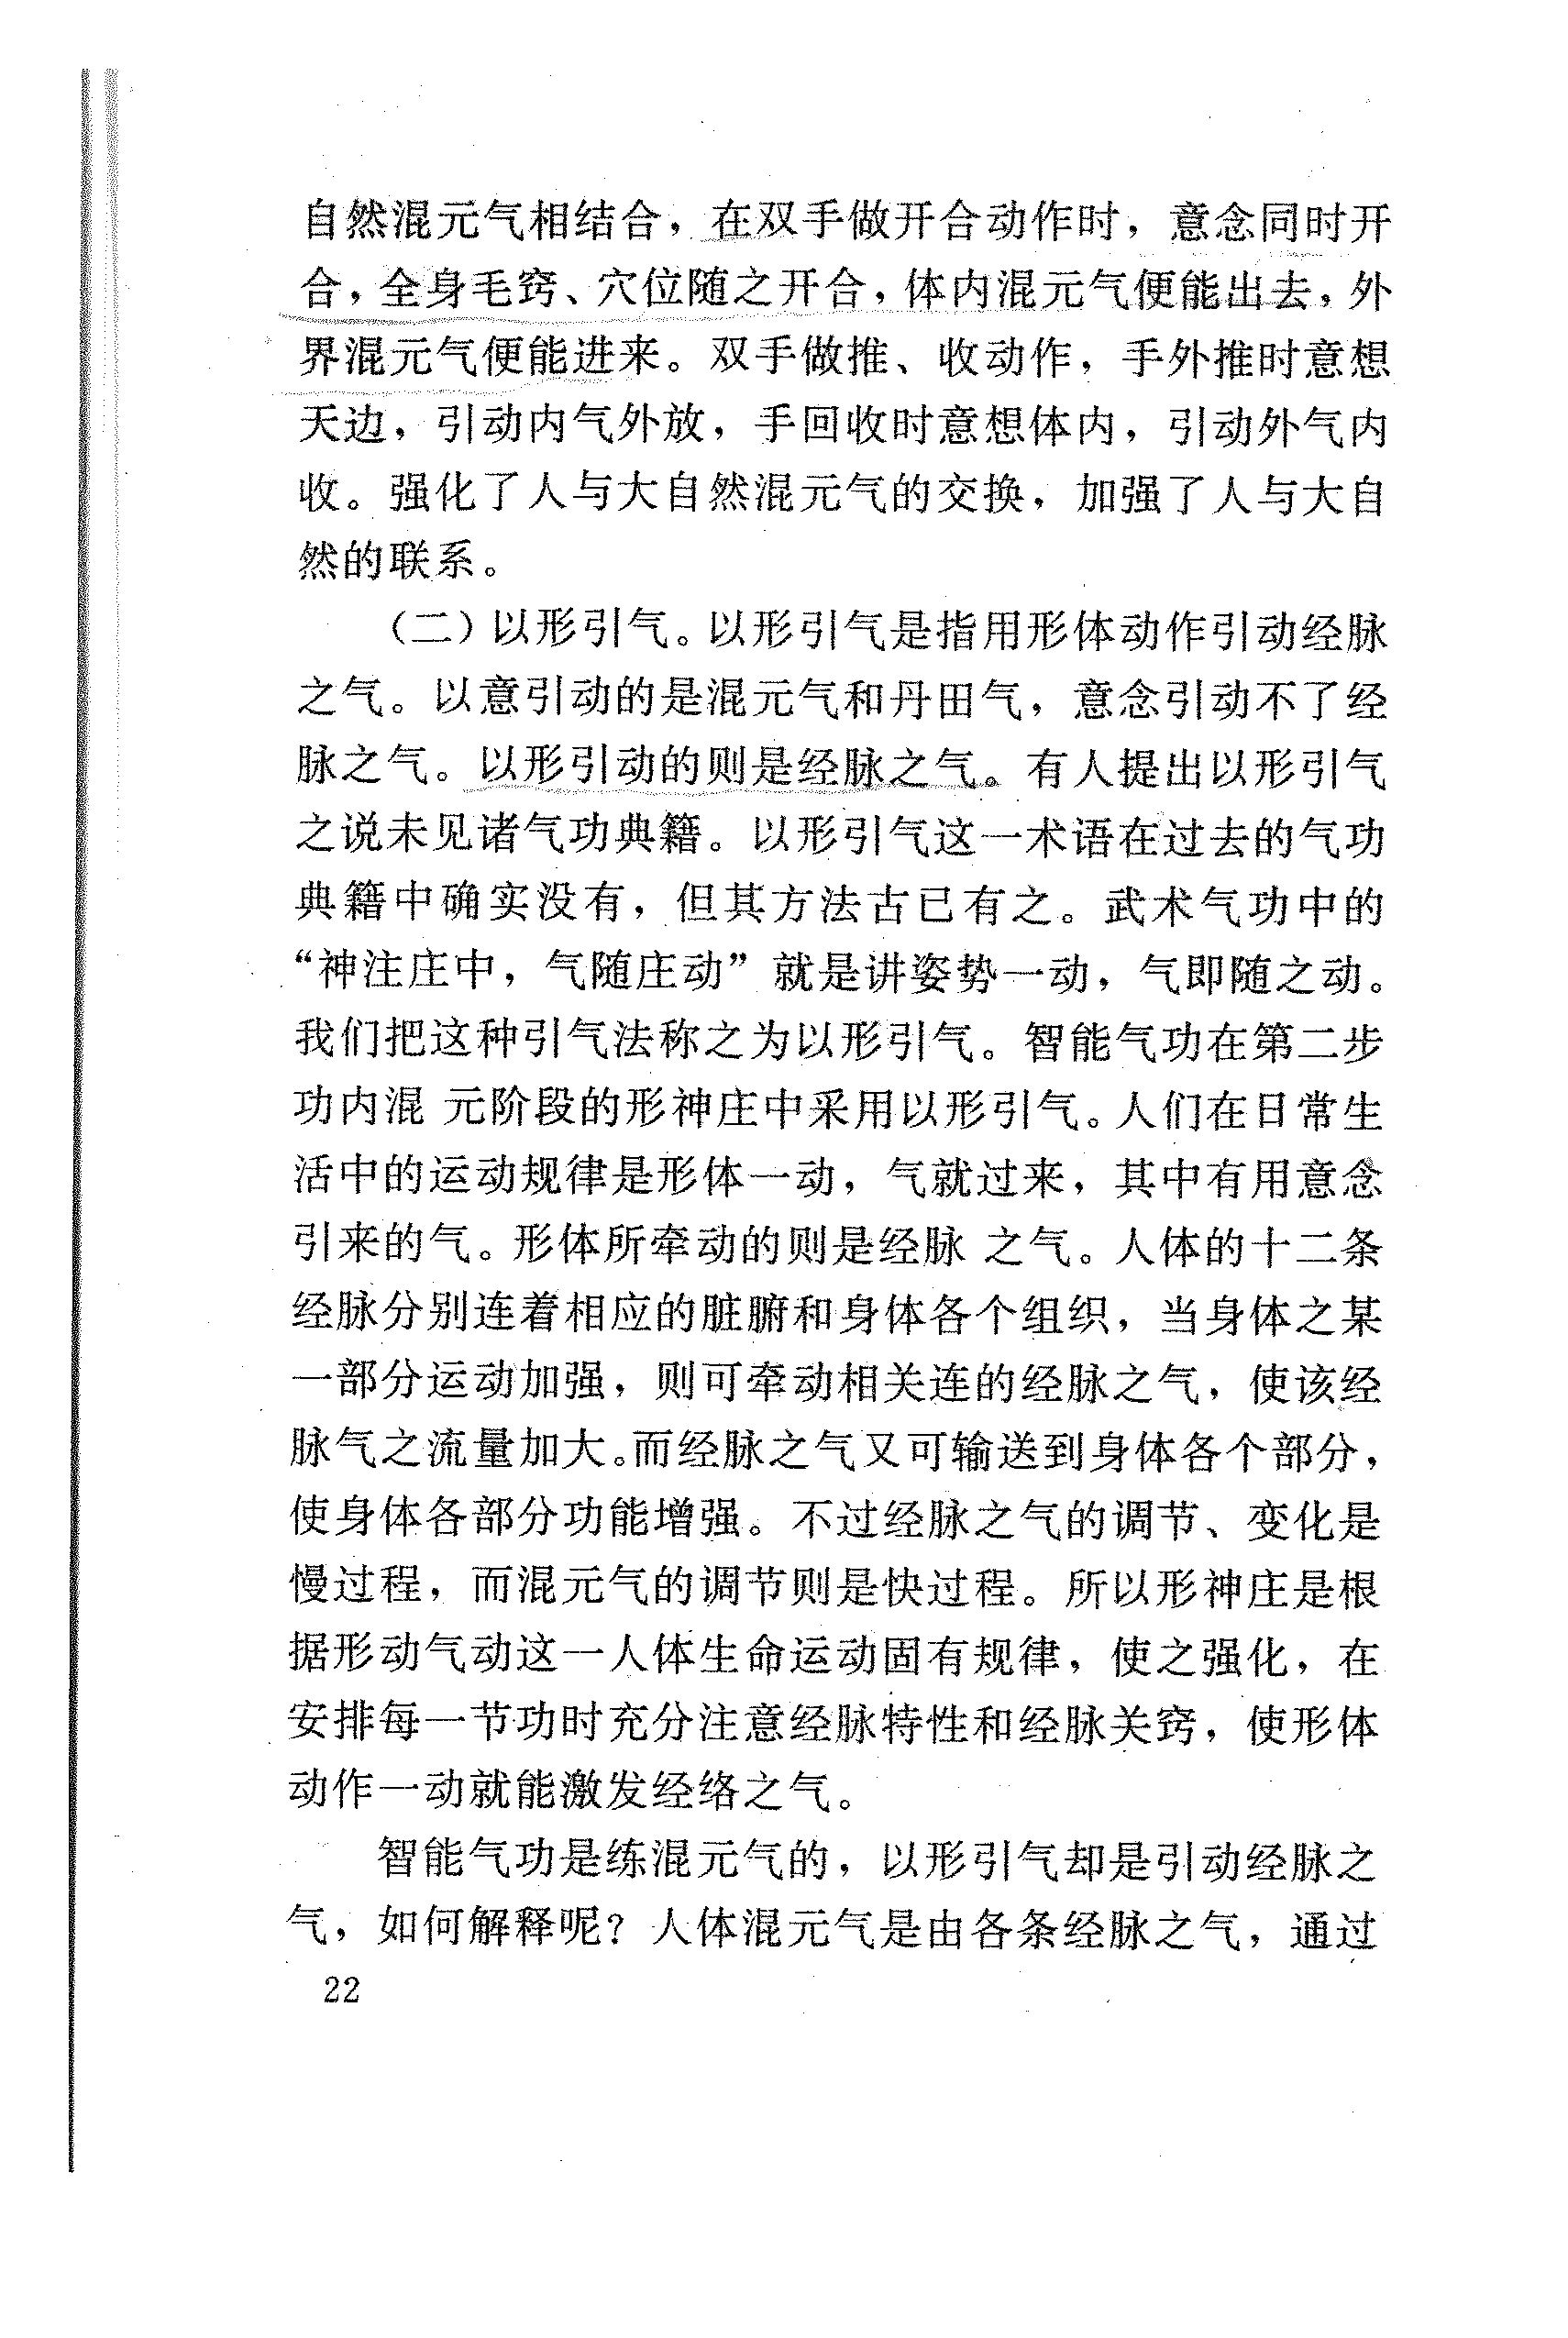 自然混元气相结合，在双手做开合动作时，意念同时开
合，全身毛窍、穴位随之开合，体内混元气便能出去，外
界混元气便能进来。双手做推、收动作，手外推时意想
天边，引动内气外放，手回收时意想体内，引动外气内
收。强化了人与大自然混元气的交换，加强了人与大自
然的联系。
（二）以形引气。以形引气是指用形体动作引动经脉
之气。以意引动的是混元气和丹田气，意念引动不了经
脉之气。以形引动的则是经脉之气。有人提出以形引气
之说未见诸气功典籍。以形引气这一术语在过去的气功
典籍中确实没有，但其方法古已有之。武术气功中的
“神注庄中，气随庄动”就是讲姿势一动，气即随之动。
我们把这种引气法称之为以形引气。智能气功在第二步
功内混 元阶段的形神庄中采用以形引气。人们在日常生
活中的运动规律是形体一动，气就过来，其中有用意念
引来的气。形体所牵动的则是经脉 之气。人体的十二条
经脉分别连着相应的脏腑和身体各个组织，当身体之某
一部分运动加强，则可牵动相关连的经脉之气，使该经
脉气之流量加大。而经脉之气又可输送到身体各个部分，
使身体各部分功能增强。不过经脉之气的调节、变化是
慢过程，而混元气的调节则是快过程。所以形神庄是根
据形动气动这一人体生命运动固有规律，使之强化，在
安排每一节功时充分注意经脉特性和经脉关窍，使形体
动作一动就能激发经络之气。
智能气功是练混元气的，以形引气却是引动经脉之
气，如何解释呢？人体混元气是由各条经脉之气，通过
22